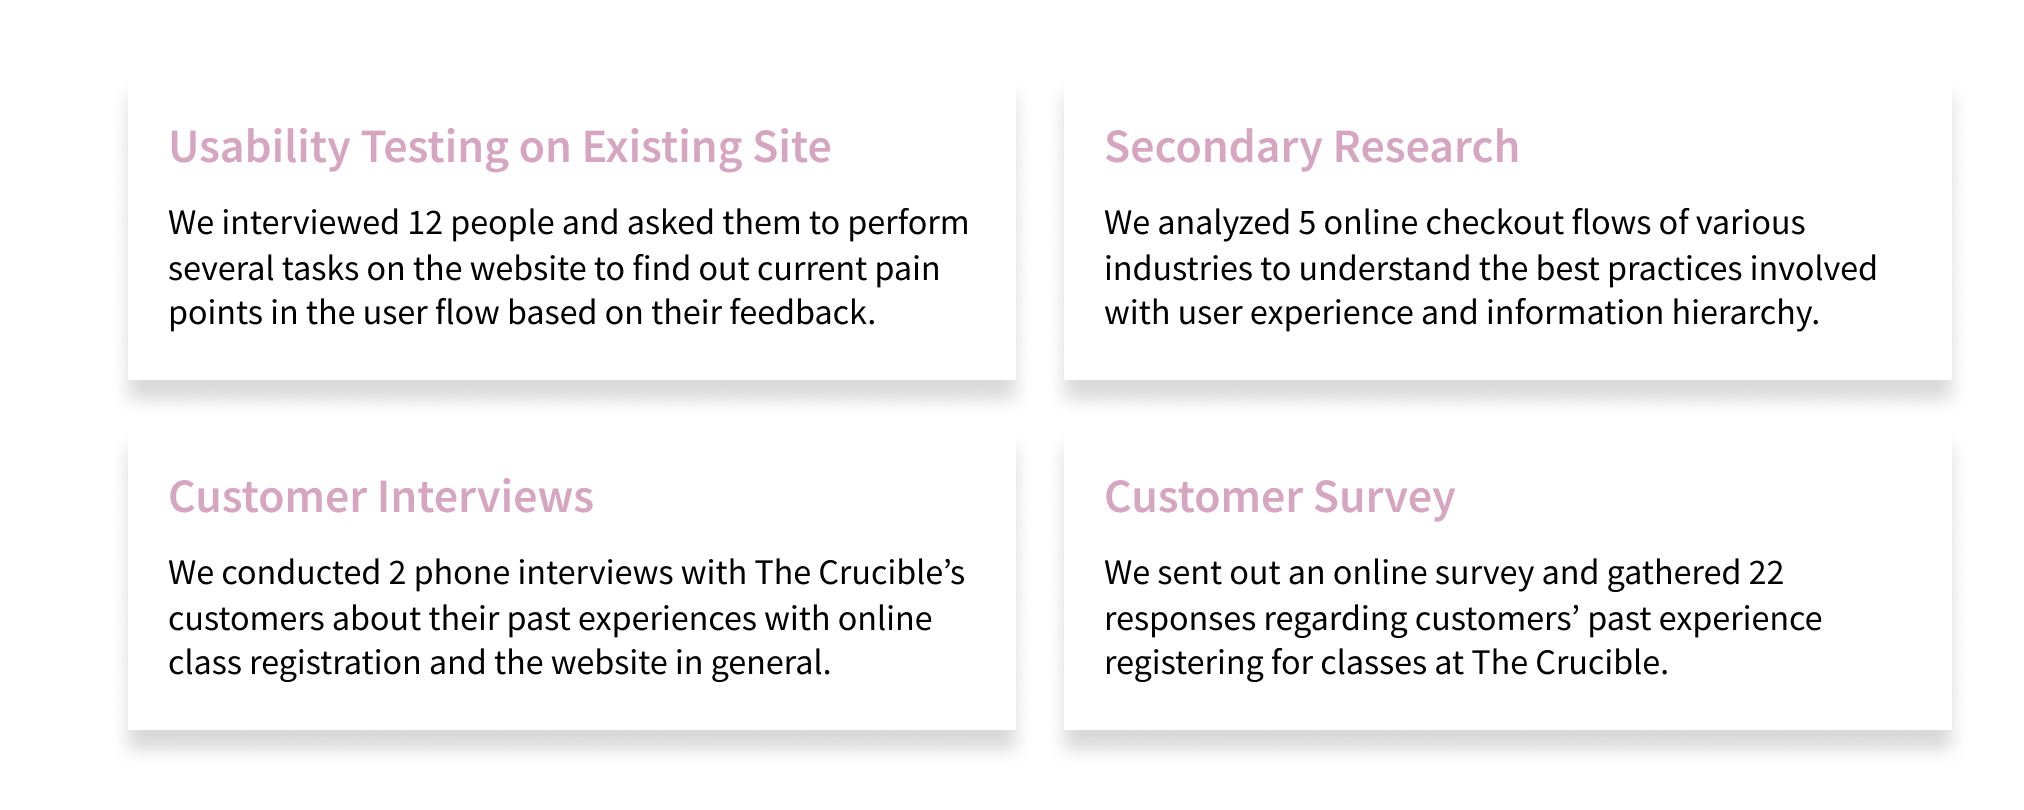 Usability Testing on Existing Site
We interviewed 12 people and asked them to perform
several tasks on the website to find out current pain
points in the user flow based on their feedback.
Secondary Research
We analyzed 5 online checkout flows of various
industries to understand the best practices involved
with user experience and information hierarchy.
Customer Interviews
We conducted 2 phone interviews with The Crucible’s
customers about their past experiences with online
class registration and the website in general.
Customer Survey
We sent out an online survey and gathered 22
responses regarding customers’ past experience
registering for classes at The Crucible.